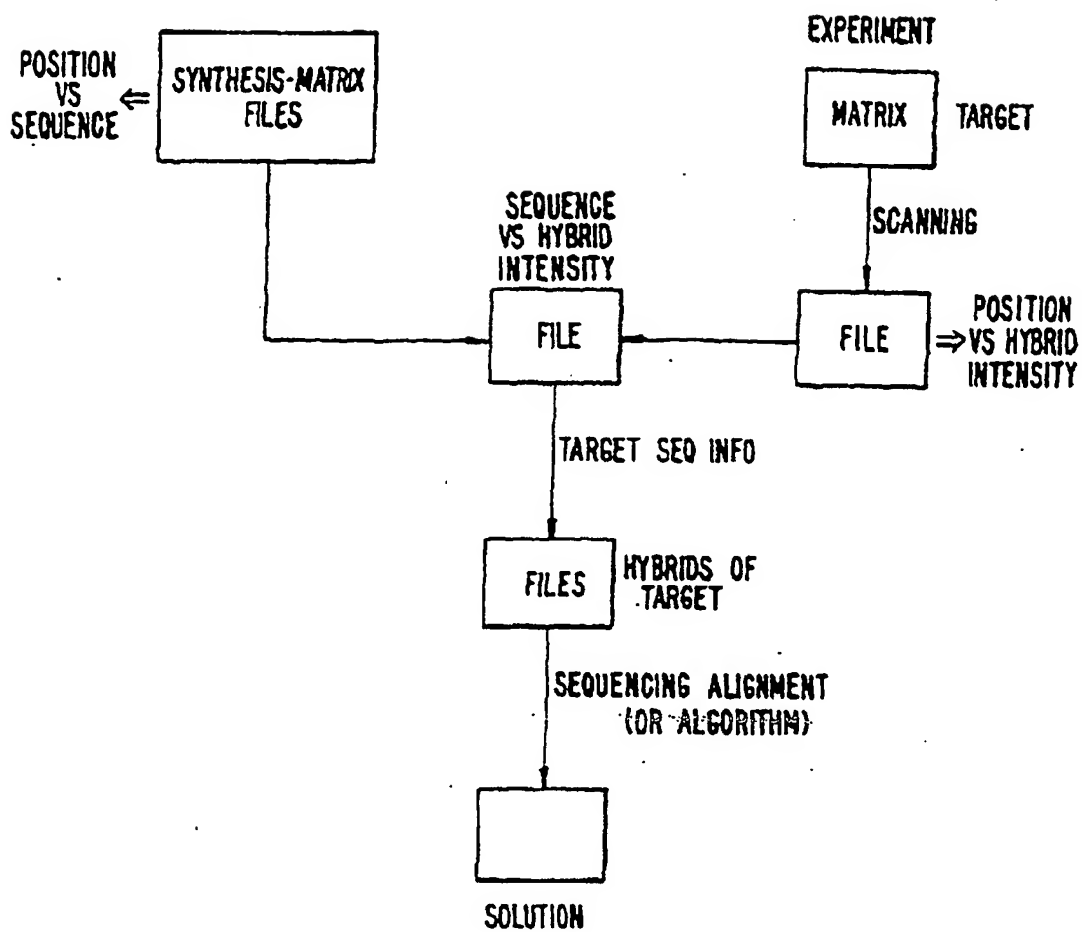 EXPERIMENT
POSITION
VS
SEQUENCE
SYNTHESIS-MATRIX
FILES
MATRIX
TARGET
SCANNING
SEQUENCE
VS HYBRID
INTENSITY
FILE
FILE
POSITION
VS HYBRID
INTENSITY
TARGET SEQ INFO
FILES
HYBRIDS OF
TARGET
SEQUENCING ALIGNMENT
(OR ALGORITHM)
SOLUTION